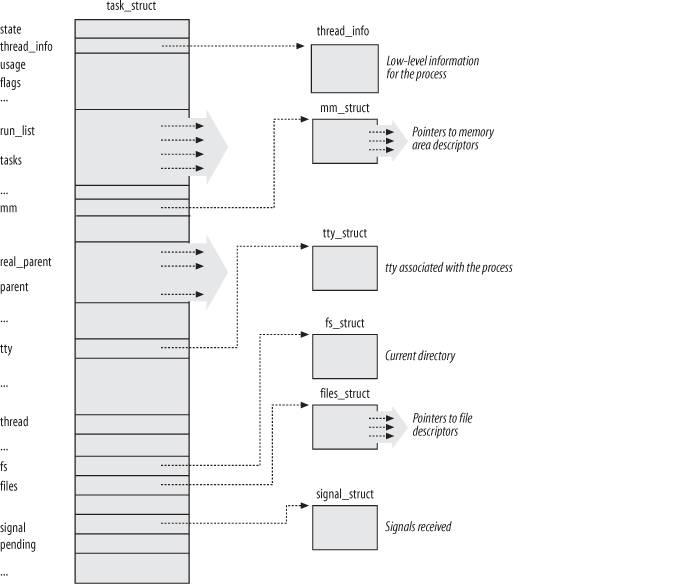 task_struct
state
thread_info
usage
flags
...
run_list
tasks
...
mm
real_parent
parent
...
tty
...
thread
...
fs
files
signal
pending
...
thread_info
Low-level information
for the process
mm_struct
Pointers to memory
area descriptors
tty_struct
tty associated with the process
fs_struct
Current directory
files_struct
Pointers to file
descriptors
signal_struct
Signals received